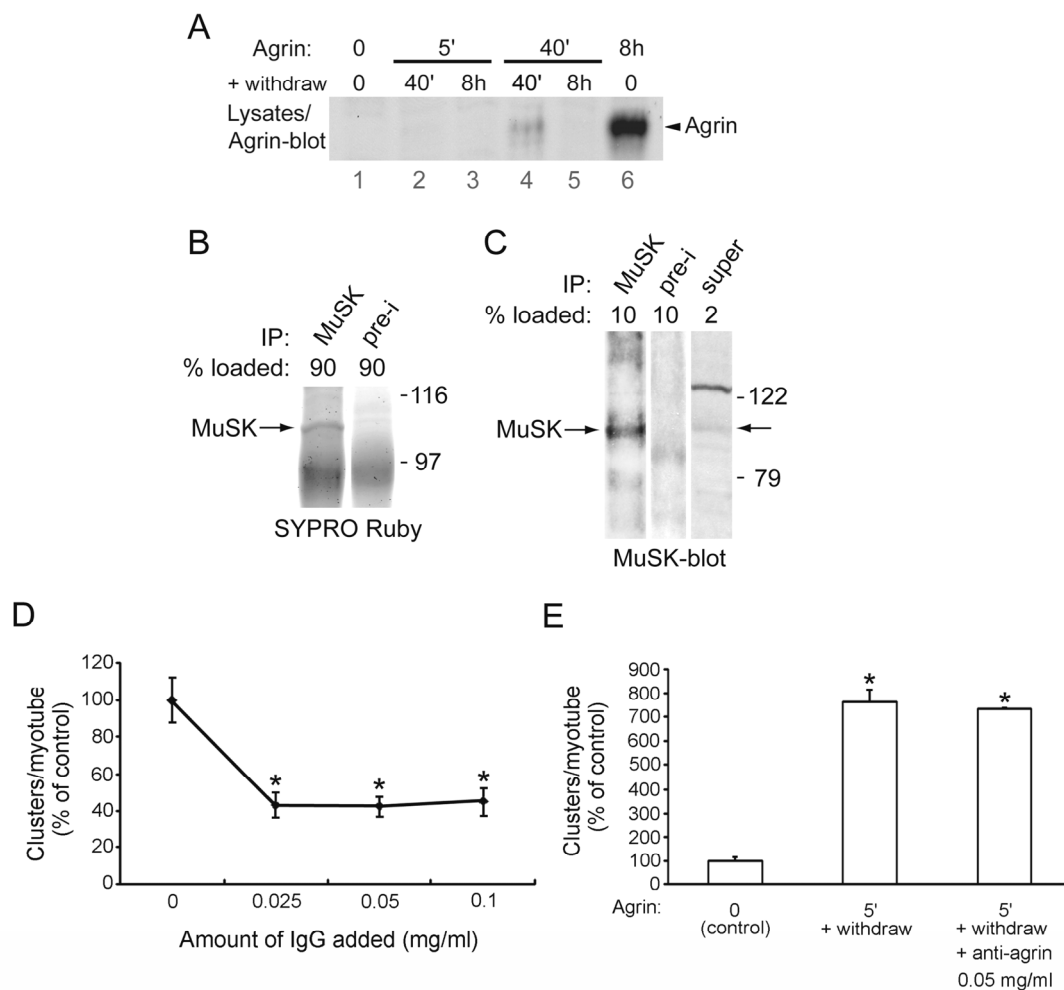 A
Agrin: 0 5' 40' 8h
+ withdraw 0 40' 8h 40' 8h 0
Lysates/
Agrin-blot
Agrin
1 2 3 4 5 6
B
IP: MuSK pre-i
% loaded: 90 90
- 116
MuSK
- 97
SYPRO Ruby
C
IP: MuSK pre-i super
% loaded: 10 10 2
- 122
MuSK
- 79
MuSK-blot
D
Clusters/myotube
(% of control)
120
100
80
60
40
20
0
* * *
0 0.025 0.05 0.1
Amount of IgG added (mg/ml)
E
Clusters/myotube
(% of control)
900
800
700
600
500
400
300
200
100
0
* *
Agrin: 0 5' 5'
(control) + withdraw + withdraw
+ anti-agrin
0.05 mg/ml